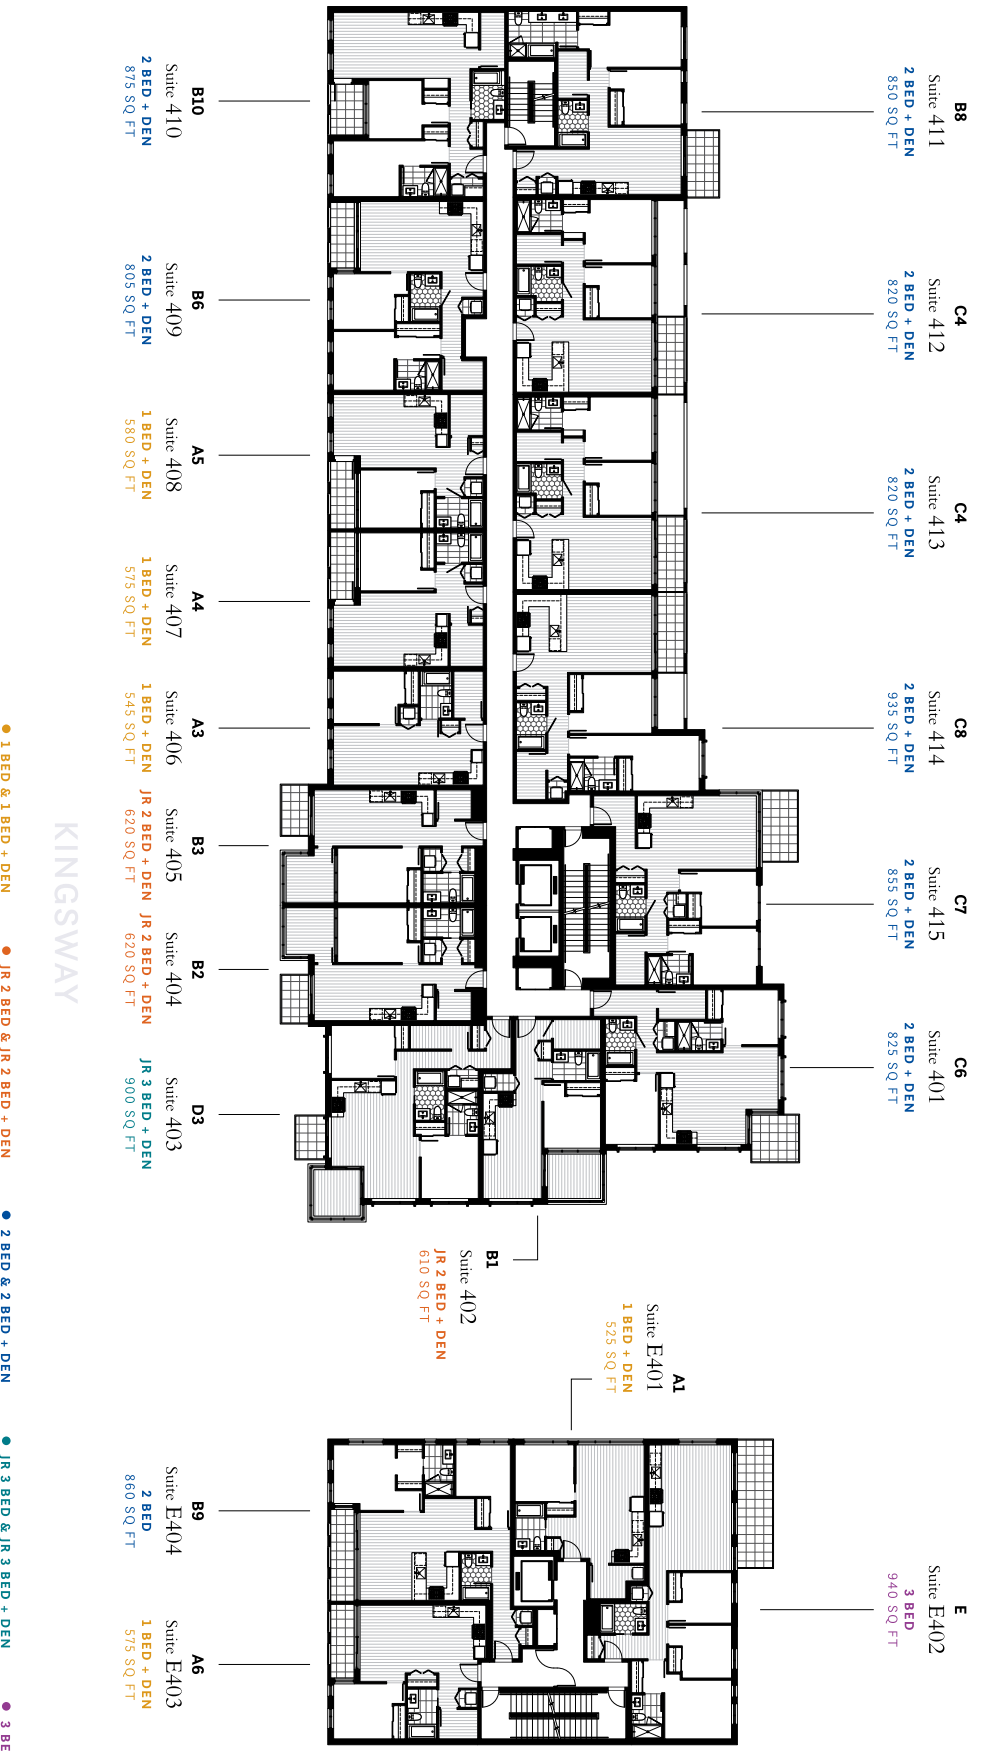 B8
Suite 411
2 BED + DEN
850 SQ FT
C4
Suite 412
2 BED + DEN
820 SQ FT
C4
Suite 413
2 BED + DEN
820 SQ FT
C8
Suite 414
2 BED + DEN
935 SQ FT
C7
Suite 415
2 BED + DEN
855 SQ FT
C6
Suite 401
2 BED + DEN
825 SQ FT
E
Suite E402
3 BED
940 SQ FT
A1
Suite E401
1 BED + DEN
525 SQ FT
B1
Suite 402
JR 2 BED + DEN
610 SQ FT
B10
Suite 410
2 BED + DEN
875 SQ FT
B6
Suite 409
2 BED + DEN
805 SQ FT
A5
Suite 408
1 BED + DEN
580 SQ FT
A4
Suite 407
1 BED + DEN
575 SQ FT
A3
Suite 406
1 BED + DEN
545 SQ FT
B3
Suite 405
JR 2 BED + DEN
620 SQ FT
B2
Suite 404
JR 2 BED + DEN
620 SQ FT
D3
Suite 403
JR 3 BED + DEN
900 SQ FT
B9
Suite E404
2 BED
860 SQ FT
A6
Suite E403
1 BED + DEN
575 SQ FT
KINGSWAY
1 BED & 1 BED + DEN
JR 2 BED & JR 2 BED + DEN
2 BED & 2 BED + DEN
JR 3 BED & JR 3 BED + DEN
3 BE